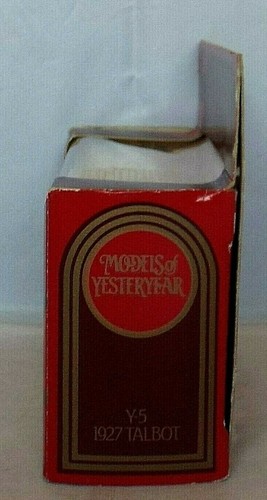 MODELS of
YESTERYEAR
Y-5
1927 TALBOT